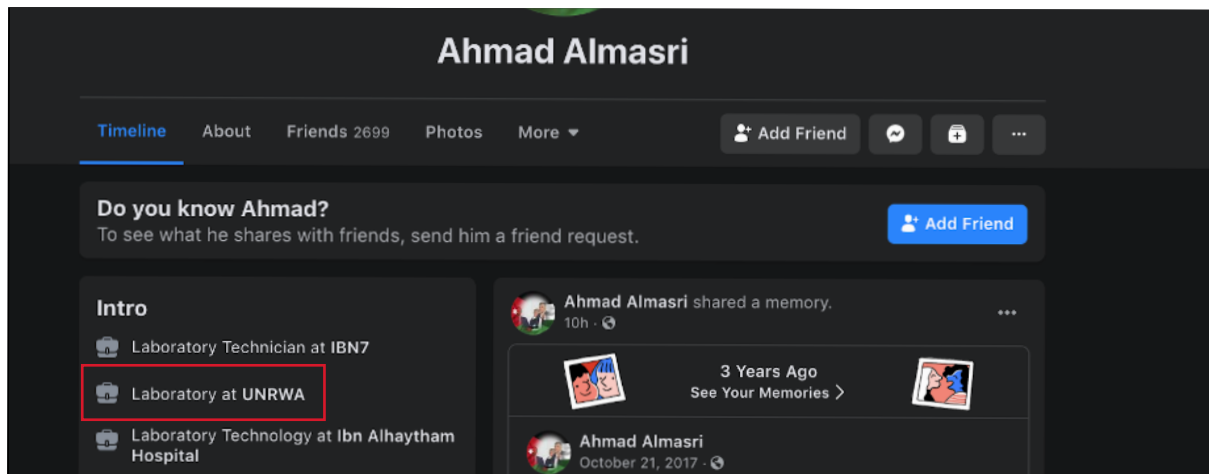 Ahmad Almasri
Timeline About Friends 2699 Photos More
Add Friend
Do you know Ahmad?
To see what he shares with friends, send him a friend request.
Add Friend
Intro
Laboratory Technician at IBN7
Laboratory at UNRWA
Laboratory Technology at Ibn Alhaytham
Hospital
Ahmad Almasri shared a memory.
10h ·
3 Years Ago
See Your Memories
Ahmad Almasri
October 21, 2017 ·